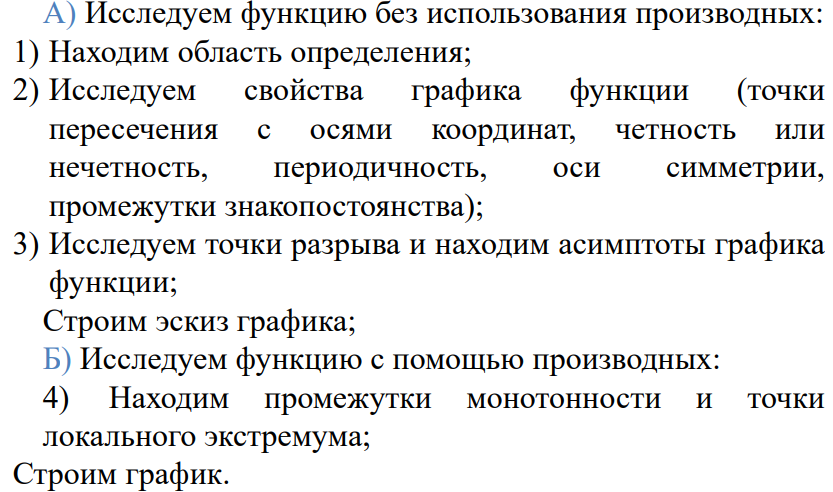 А) Исследуем функцию без использования производных:
1) Находим область определения;
2) Исследуем свойства графика функции (точки
пересечения с осями координат, четность или
нечетность, периодичность, оси симметрии,
промежутки знакопостоянства);
3) Исследуем точки разрыва и находим асимптоты графика
функции;
Строим эскиз графика;
Б) Исследуем функцию с помощью производных:
4) Находим промежутки монотонности и точки
локального экстремума;
Строим график.